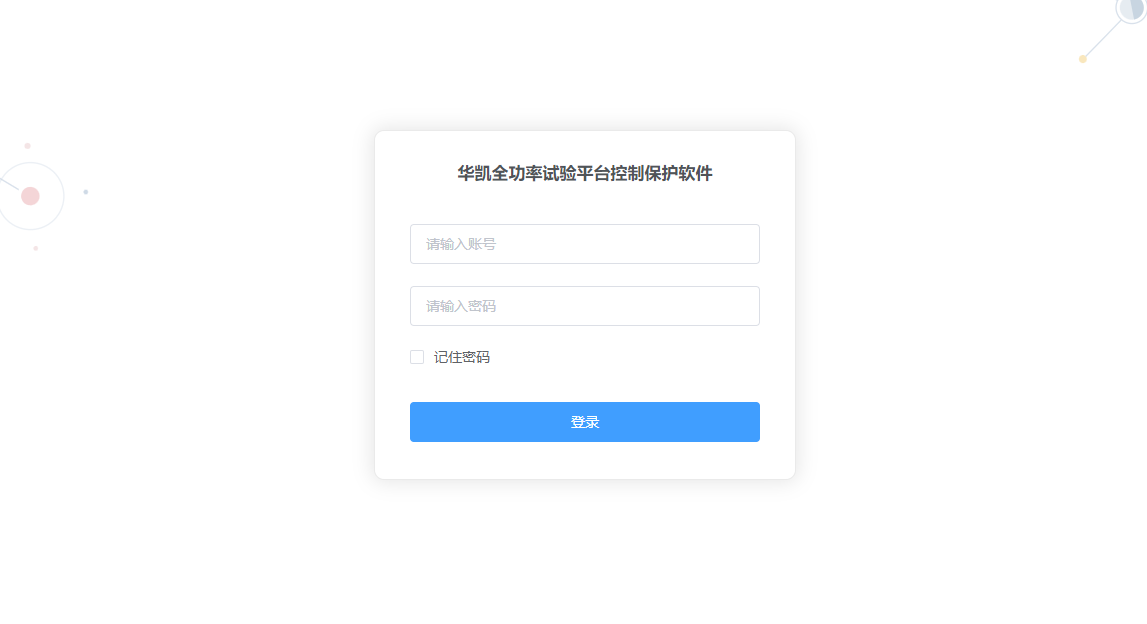 华凯全功率试验平台控制保护软件
请输入账号
请输入密码
记住密码
登录